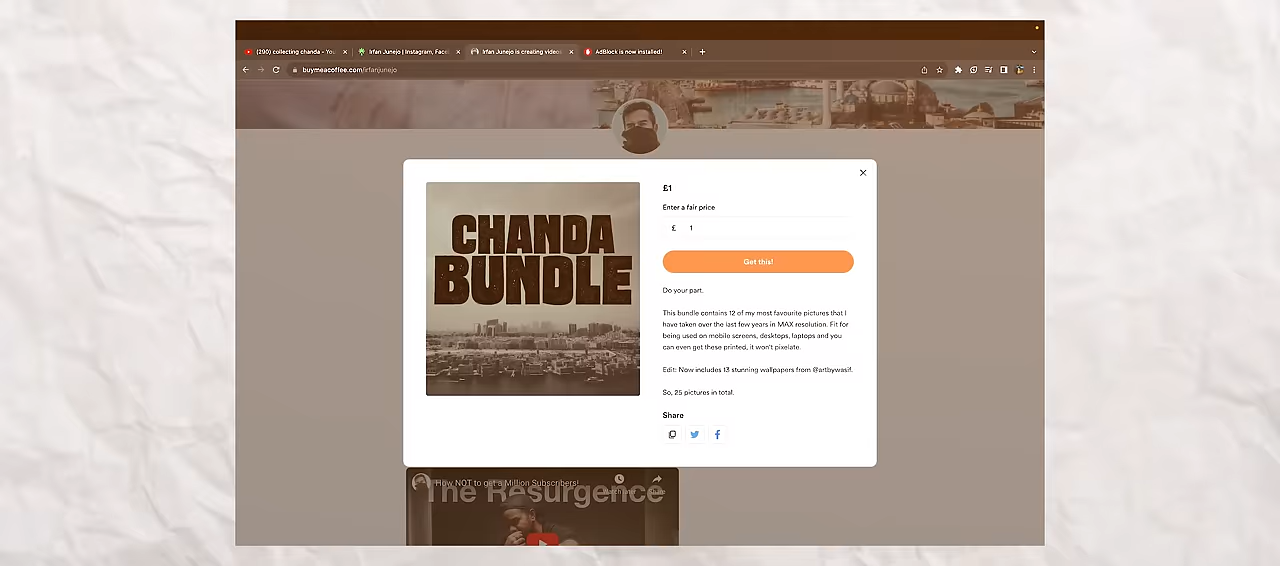 (290) collecting chanda - You
Irfan Junejo | Instagram, Face
Irfan Junejo is creating videos
AdBlock is now installed!
buymeacoffee.com/irfanjunejo
CHANDA
BUNDLE
£1
Enter a fair price
£ 1
Get this!
Do your part.
This bundle contains 12 of my most favourite pictures that I
have taken over the last few years in MAX resolution. Fit for
being used on mobile screens, desktops, laptops and you
can even get these printed, it won't pixelate.
Edit: Now includes 13 stunning wallpapers from @artbywasif.
So, 25 pictures in total.
Share
How NOT to get a Million Subscribers!
Watch later
Share
The Resurgence